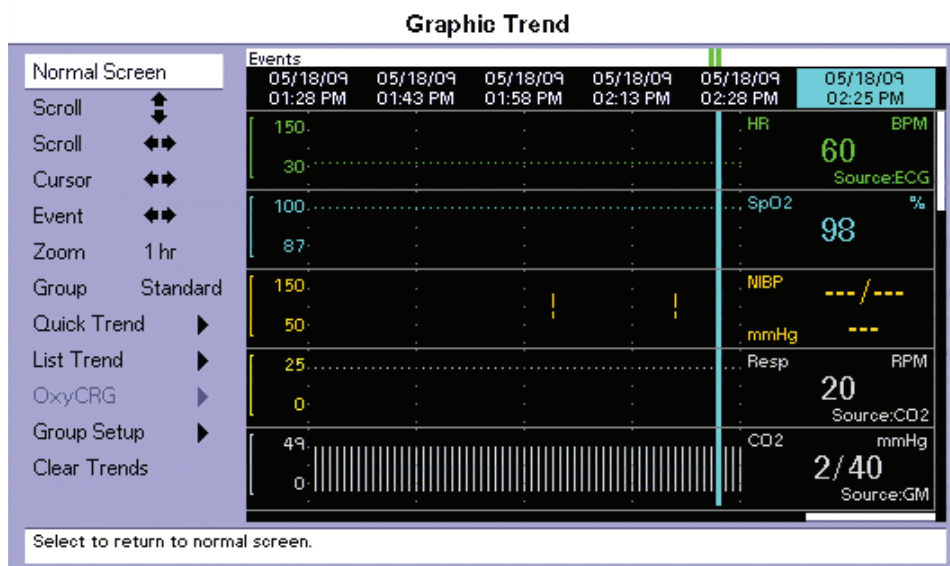 Graphic Trend
Normal Screen
Scroll
Scroll
Cursor
Event
Zoom 1 hr
Group Standard
Quick Trend
List Trend
OxyCRG
Group Setup
Clear Trends
Events
05/18/09 05/18/09 05/18/09 05/18/09 05/18/09 05/18/09
01:28 PM 01:43 PM 01:58 PM 02:13 PM 02:28 PM 02:25 PM
150 HR BPM
60
30 Source:ECG
100 SpO2 %
98
87
150 NIBP
---/---
50 mmHg ---
25 Resp RPM
20
0 Source:CO2
49 CO2 mmHg
2/40
0 Source:GM
Select to return to normal screen.